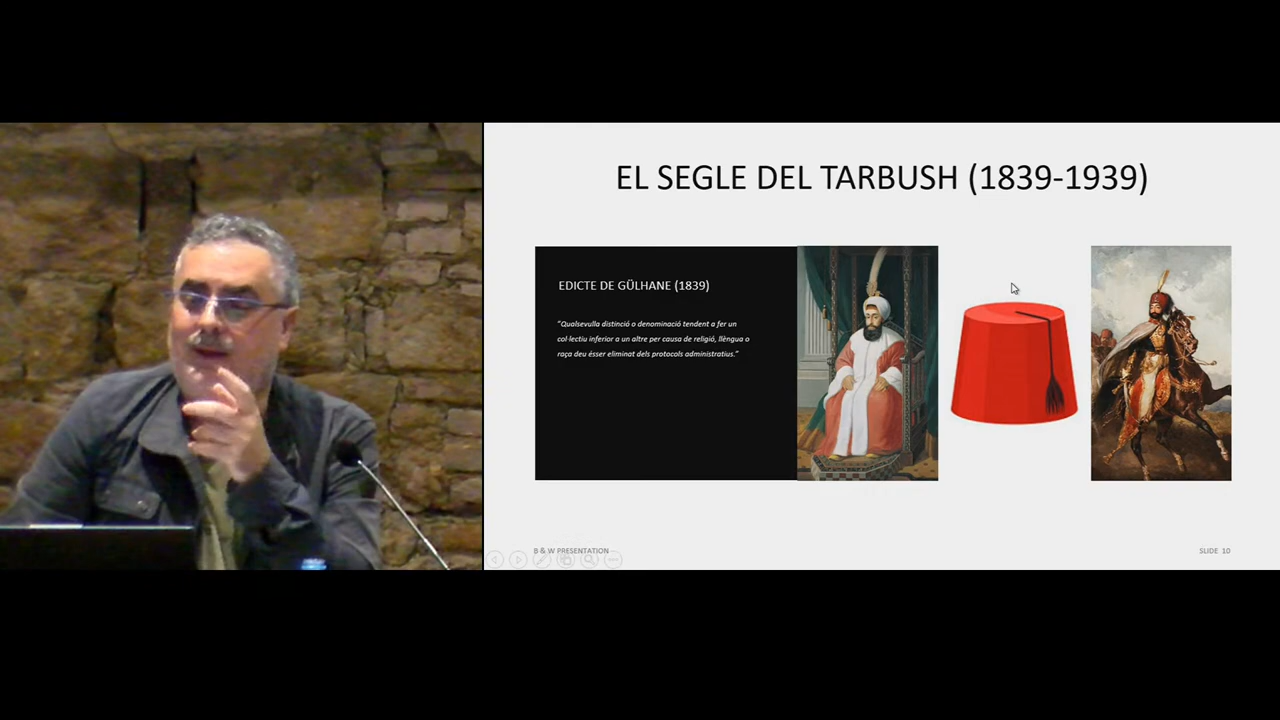 EL SEGLE DEL TARBUSH (1839-1939)
EDICTE DE GÜLHANE (1839)
"Qualsevulla distinció o denominació tendent a fer un
col·lectiu inferior a un altre per causa de religió, llèngua o
raça deu ésser eliminat dels protocols administratius."
B & W PRESENTATION
SLIDE 10